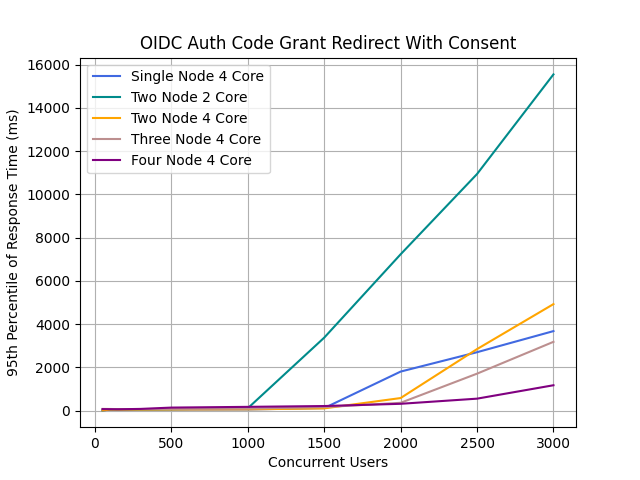 OIDC Auth Code Grant Redirect With Consent
Single Node 4 Core
Two Node 2 Core
Two Node 4 Core
Three Node 4 Core
Four Node 4 Core
95th Percentile of Response Time (ms)
16000
14000
12000
10000
8000
6000
4000
2000
0
0 500 1000 1500 2000 2500 3000
Concurrent Users